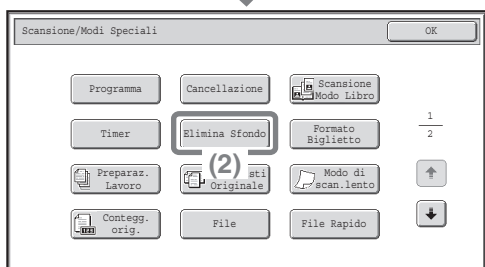 Scansione/Modi Speciali
OK
Programma
Cancellazione
Scansione
Modo Libro
Timer
Elimina Sfondo
Formato
Biglietto
1
2
Preparaz.
Lavoro
(2)
Originale
Modo di
scan.lento
Contegg.
orig.
File
File Rapido